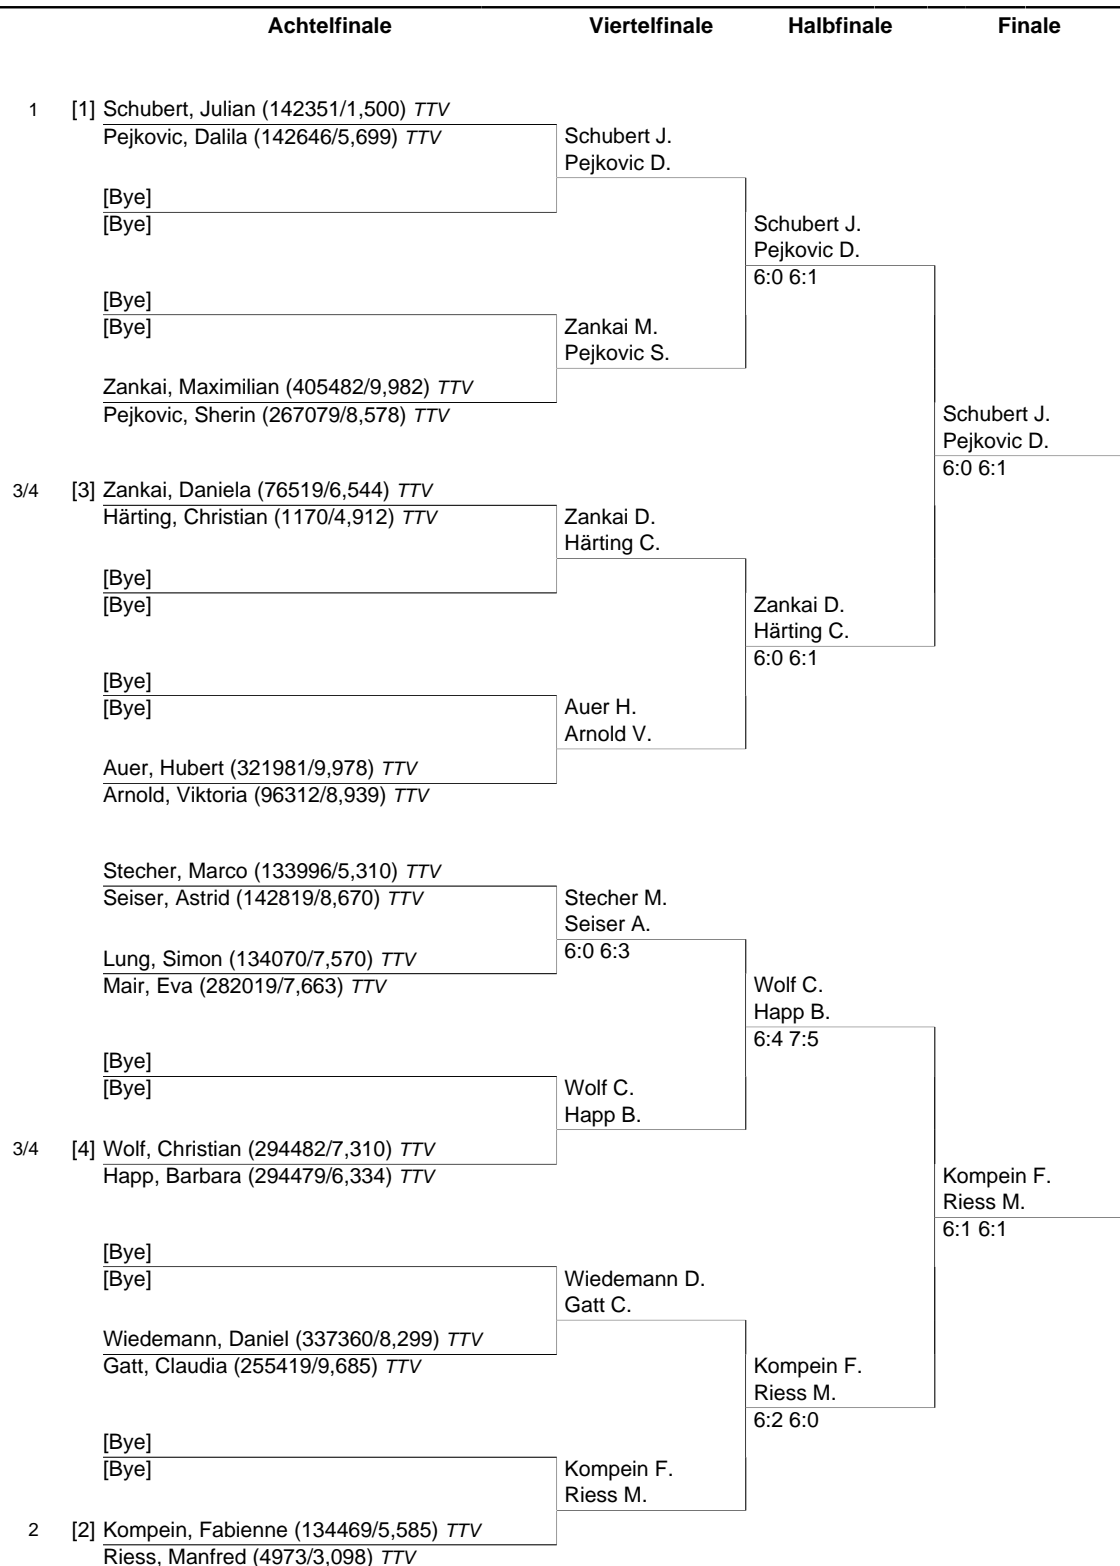 Achtelfinale Viertelfinale Halbfinale Finale
1 [1] Schubert, Julian (142351/1,500) TTV
Pejkovic, Dalila (142646/5,699) TTV Schubert J.
Pejkovic D.
[Bye]
[Bye] Schubert J.
Pejkovic D.
6:0 6:1
[Bye]
[Bye] Zankai M.
Pejkovic S.
Zankai, Maximilian (405482/9,982) TTV
Pejkovic, Sherin (267079/8,578) TTV Schubert J.
Pejkovic D.
6:0 6:1
3/4 [3] Zankai, Daniela (76519/6,544) TTV
Härting, Christian (1170/4,912) TTV Zankai D.
Härting C.
[Bye]
[Bye] Zankai D.
Härting C.
6:0 6:1
[Bye]
[Bye] Auer H.
Arnold V.
Auer, Hubert (321981/9,978) TTV
Arnold, Viktoria (96312/8,939) TTV
Stecher, Marco (133996/5,310) TTV
Seiser, Astrid (142819/8,670) TTV Stecher M.
Seiser A.
Lung, Simon (134070/7,570) TTV 6:0 6:3
Mair, Eva (282019/7,663) TTV Wolf C.
Happ B.
6:4 7:5
[Bye]
[Bye] Wolf C.
Happ B.
3/4 [4] Wolf, Christian (294482/7,310) TTV
Happ, Barbara (294479/6,334) TTV Kompein F.
Riess M.
6:1 6:1
[Bye]
[Bye] Wiedemann D.
Gatt C.
Wiedemann, Daniel (337360/8,299) TTV
Gatt, Claudia (255419/9,685) TTV Kompein F.
Riess M.
6:2 6:0
[Bye]
[Bye] Kompein F.
Riess M.
2 [2] Kompein, Fabienne (134469/5,585) TTV
Riess, Manfred (4973/3,098) TTV